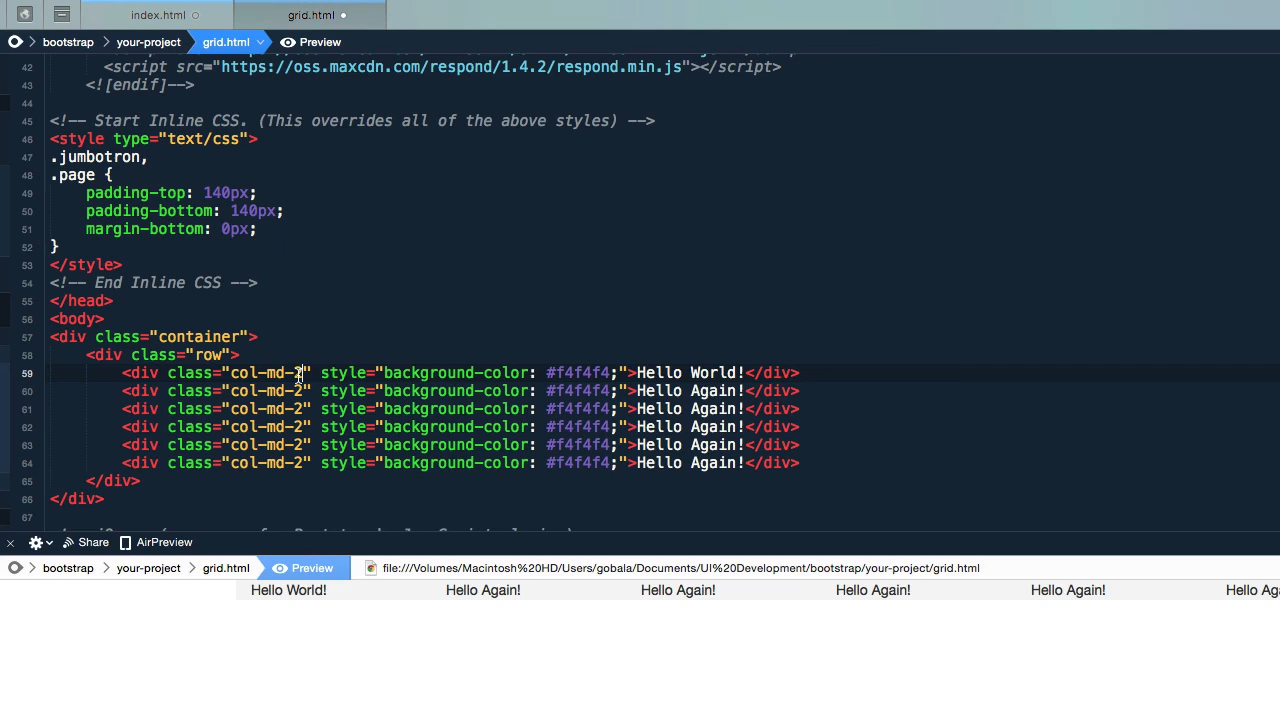 index.html
grid.html
bootstrap your-project grid.html Preview
42 <script src="https://oss.maxcdn.com/respond/1.4.2/respond.min.js"></script>
43 <![endif]-->
44
45 <!-- Start Inline CSS. (This overrides all of the above styles) -->
46 <style type="text/css">
47 .jumbotron,
48 .page {
49 padding-top: 140px;
50 padding-bottom: 140px;
51 margin-bottom: 0px;
52 }
53 </style>
54 <!-- End Inline CSS -->
55 </head>
56 <body>
57 <div class="container">
58 <div class="row">
59 <div class="col-md-2" style="background-color: #f4f4f4;">Hello World!</div>
60 <div class="col-md-2" style="background-color: #f4f4f4;">Hello Again!</div>
61 <div class="col-md-2" style="background-color: #f4f4f4;">Hello Again!</div>
62 <div class="col-md-2" style="background-color: #f4f4f4;">Hello Again!</div>
63 <div class="col-md-2" style="background-color: #f4f4f4;">Hello Again!</div>
64 <div class="col-md-2" style="background-color: #f4f4f4;">Hello Again!</div>
65 </div>
66 </div>
67
Share AirPreview
bootstrap your-project grid.html Preview file:///Volumes/Macintosh%20HD/Users/gobala/Documents/UI%20Development/bootstrap/your-project/grid.html
Hello World! Hello Again! Hello Again! Hello Again! Hello Again! Hello Ag